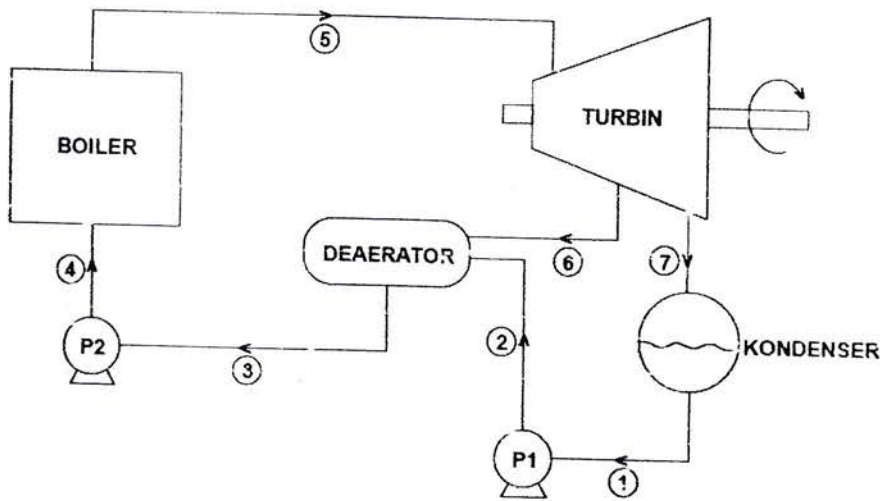 5
TURBIN
BOILER
DEAERATOR
6
7
4
P2
3
2
KONDENSER
P1
1